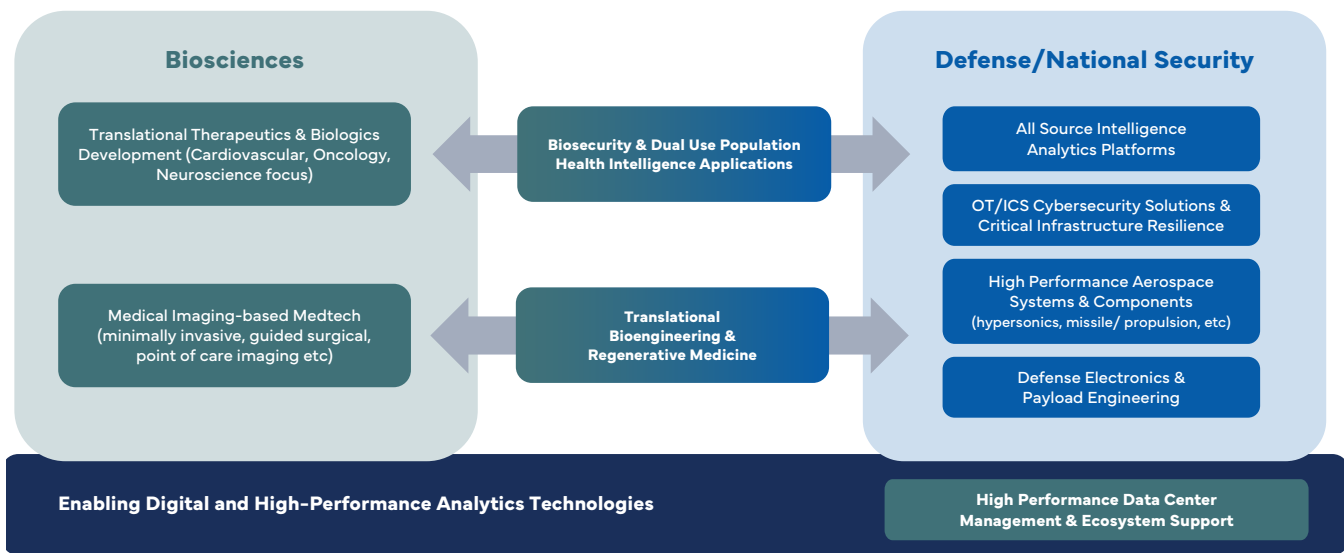 Biosciences
Translational Therapeutics & Biologics
Development (Cardiovascular, Oncology,
Neuroscience focus)
Medical Imaging-based Medtech
(minimally invasive, guided surgical,
point of care imaging etc)
Biosecurity & Dual Use Population
Health Intelligence Applications
Translational
Bioengineering &
Regenerative Medicine
Defense/National Security
All Source Intelligence
Analytics Platforms
OT/ICS Cybersecurity Solutions &
Critical Infrastructure Resilience
High Performance Aerospace
Systems & Components
(hypersonics, missile/ propulsion, etc)
Defense Electronics &
Payload Engineering
Enabling Digital and High-Performance Analytics Technologies
High Performance Data Center
Management & Ecosystem Support